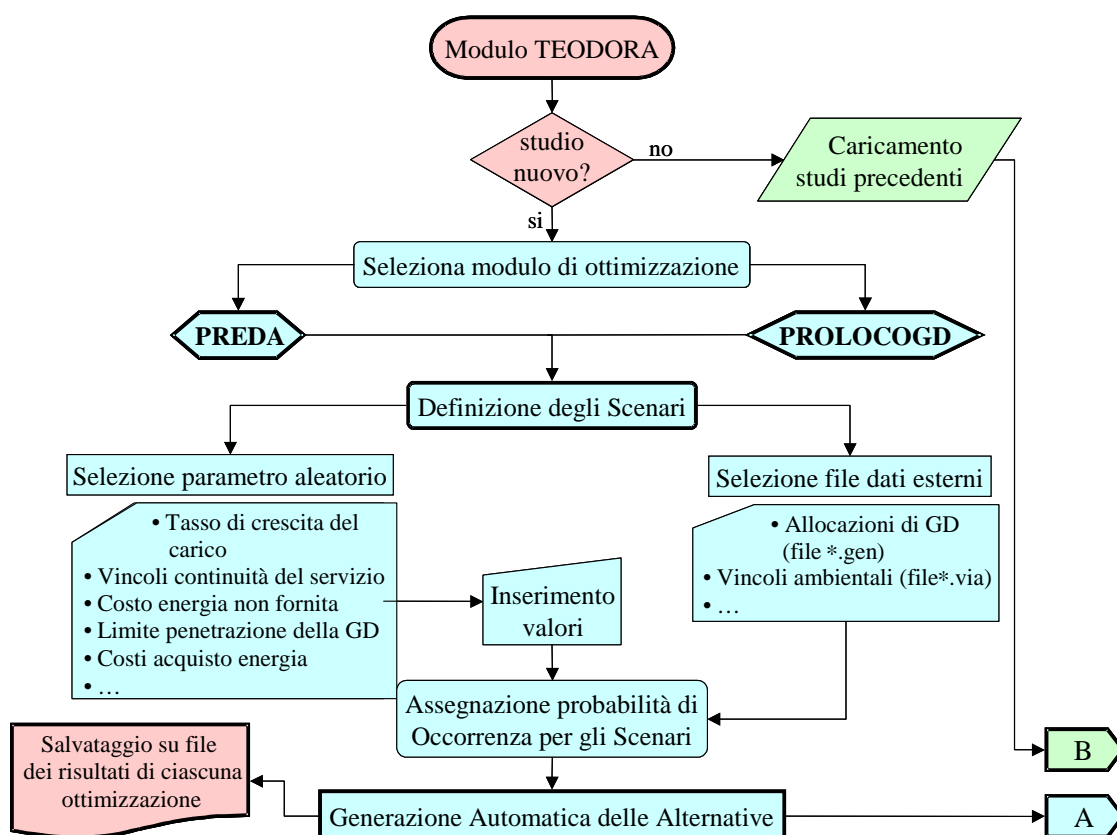 Modulo TEODORA
studio
nuovo?
no
Caricamento
studi precedenti
si
Seleziona modulo di ottimizzazione
PREDA
PROLOCOGD
Definizione degli Scenari
Selezione parametro aleatorio
Selezione file dati esterni
• Tasso di crescita del
carico
• Vincoli continuità del servizio
• Costo energia non fornita
• Limite penetrazione della GD
• Costi acquisto energia
• …
Inserimento
valori
• Allocazioni di GD
(file *.gen)
• Vincoli ambientali (file*.via)
• …
Assegnazione probabilità di
Occorrenza per gli Scenari
Salvataggio su file
dei risultati di ciascuna
ottimizzazione
B
Generazione Automatica delle Alternative
A